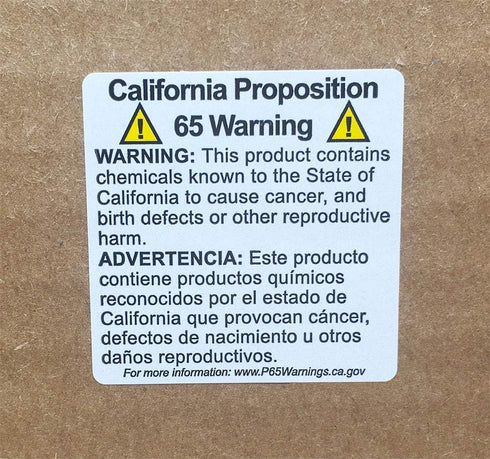 California Proposition
65 Warning
WARNING: This product contains
chemicals known to the State of
California to cause cancer, and
birth defects or other reproductive
harm.
ADVERTENCIA: Este producto
contiene productos químicos
reconocidos por el estado de
California que provocan cáncer,
defectos de nacimiento u otros
daños reproductivos.
For more information: www.P65Warnings.ca.gov